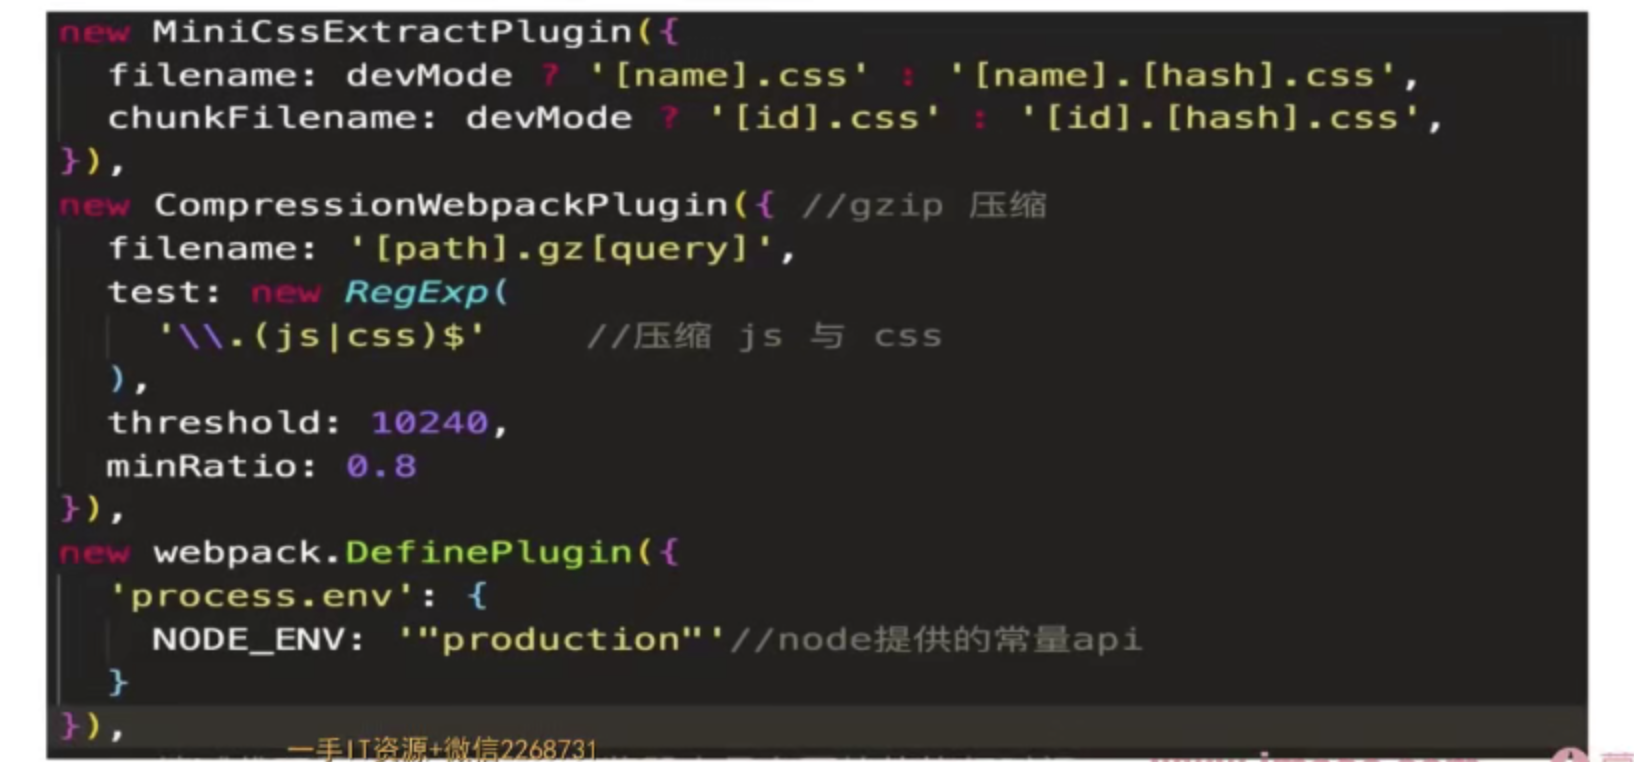 new MiniCssExtractPlugin({
filename: devMode ? '[name].css' : '[name].[hash].css',
chunkFilename: devMode ? '[id].css' : '[id].[hash].css',
}),
new CompressionWebpackPlugin({ //gzip 压缩
filename: '[path].gz[query]',
test: new RegExp(
'\\.(js|css)$' //压缩 js 与 css
),
threshold: 10240,
minRatio: 0.8
}),
new webpack.DefinePlugin({
'process.env': {
NODE_ENV: '"production"'//node提供的常量api
}
}),
一手IT资源+微信2268731